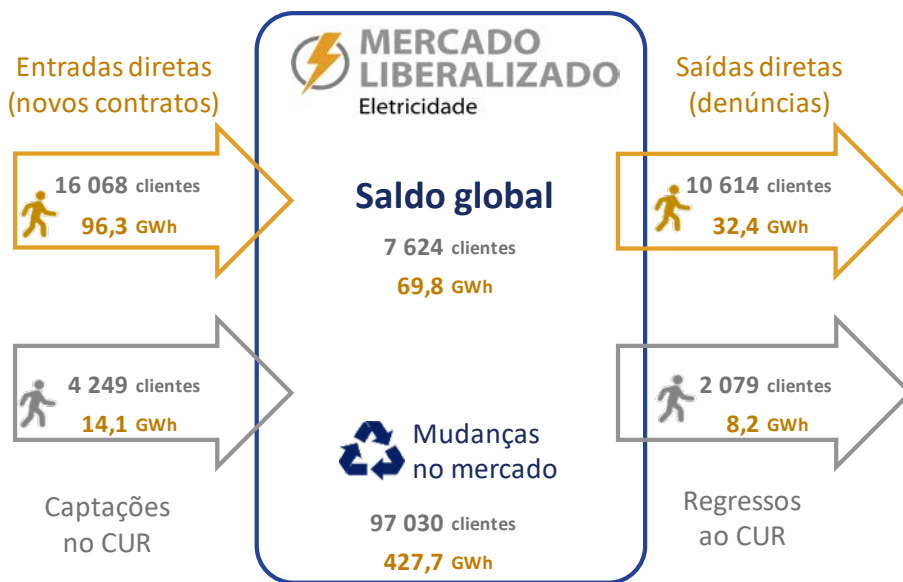 MERCADO
LIBERALIZADO
Eletricidade
Entradas diretas
(novos contratos)
16 068 clientes
96,3 GWh
4 249 clientes
14,1 GWh
Captações
no CUR
Saldo global
7 624 clientes
69,8 GWh
Mudanças
no mercado
97 030 clientes
427,7 GWh
Saídas diretas
(denúncias)
10 614 clientes
32,4 GWh
2 079 clientes
8,2 GWh
Regressos
ao CUR